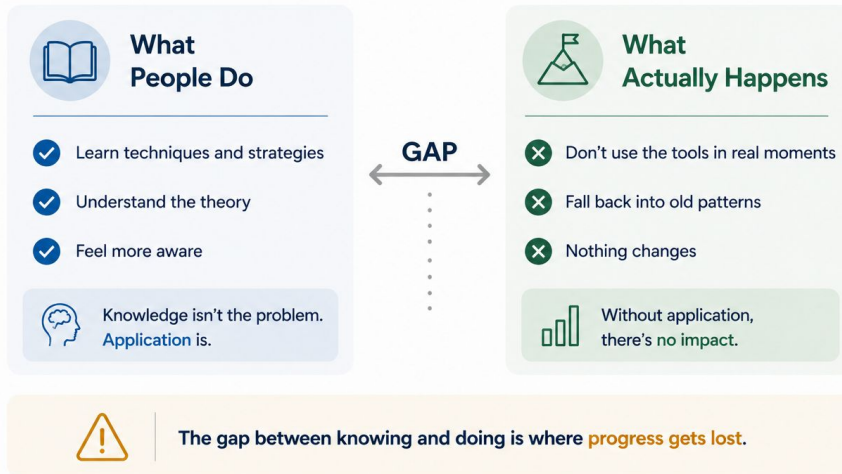 What
People Do
Learn techniques and strategies
Understand the theory
Feel more aware
Knowledge isn't the problem.
Application is.
GAP
What
Actually Happens
Don't use the tools in real moments
Fall back into old patterns
Nothing changes
Without application,
there's no impact.
The gap between knowing and doing is where progress gets lost.